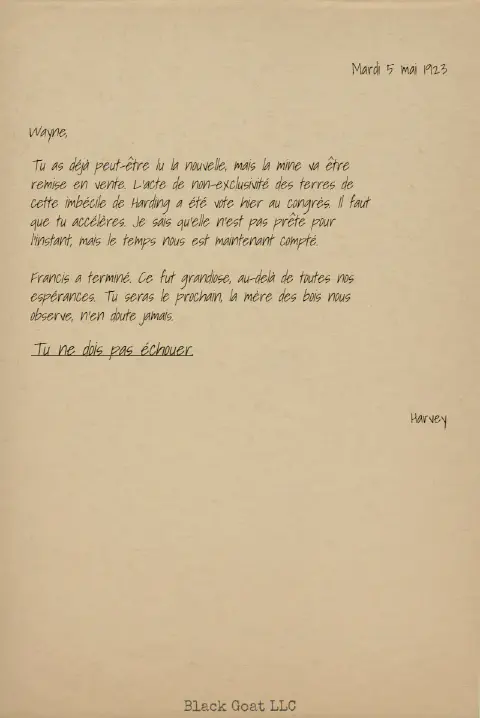 Mardi 5 mai 1923
Wayne,
Tu as déjà peut-être lu la nouvelle, mais la mine va être
remise en vente. L'acte de non-exclusivité des terres de
cette imbécile de Harding a été vote hier au congrès. Il faut
que tu accélères. Je sais qu'elle n'est pas prête pour
l'instant, mais le temps nous est maintenant compté.
Francis a terminé. Ce fut grandiose, au-delà de toutes nos
espérances. Tu seras le prochain, la mère des bois nous
observe, n'en doute jamais.
Tu ne dois pas échouer.
Harvey
Black Goat LLC